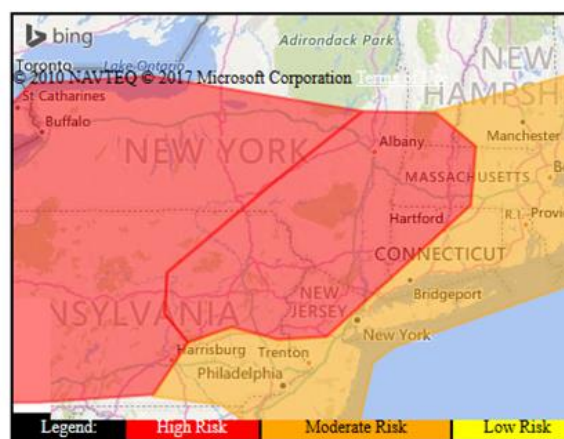 bing
Adirondack Park
Toronto
Lake Ontario
NEW
HAMPSH
© 2010 NAVTEQ © 2017 Microsoft Corporation
St Catharines
Buffalo
Manchester
Albany
NEW YORK
MASSACHUSETTS
Hartford
R.I.
Provi
CONNECTICUT
NSYLVANIA
NEW
JERSEY
Bridgeport
New York
Harrisburg
Trenton
Philadelphia
Legend: High Risk Moderate Risk Low Risk